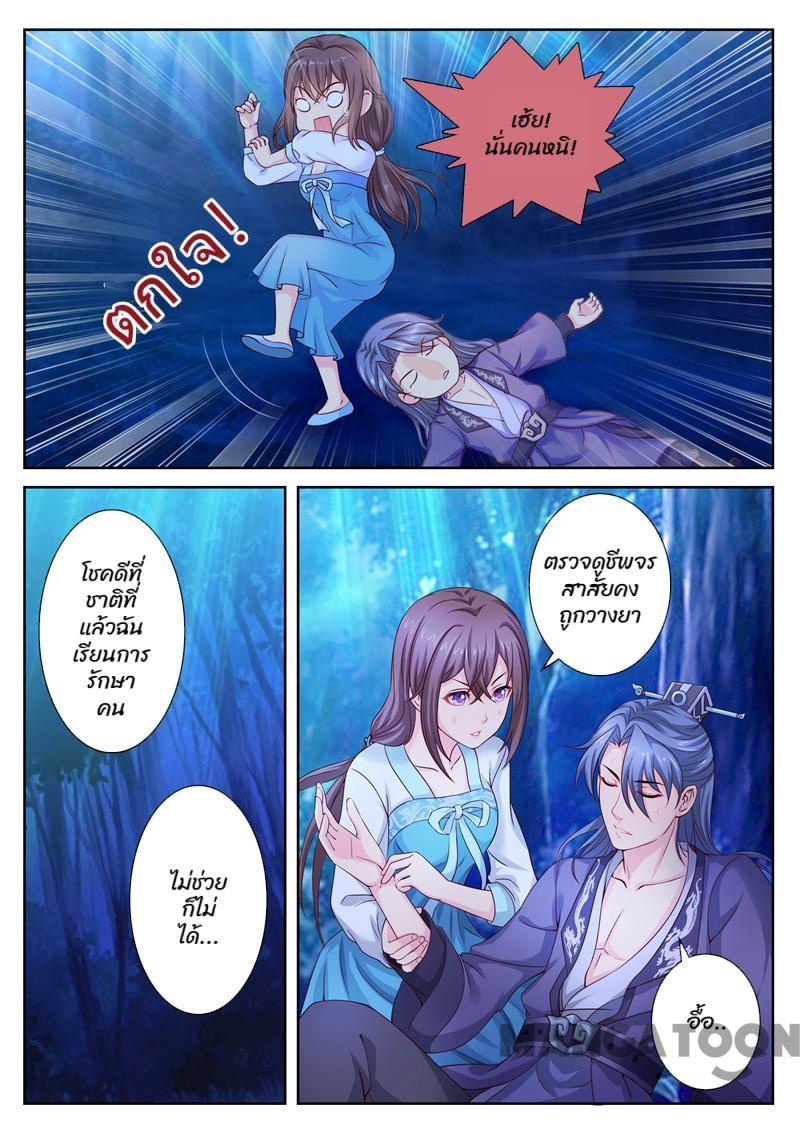 เฮ้ย!
นั่นคนหนิ!
ตกใจ!
โชคดีที่
ชาติที่
แล้วฉัน
เรียนการ
รักษา
คน
ไม่ช่วย
ก็ไม่
ได้...
ตรวจดูชีพจร
สาสัยคง
ถูกวางยา
อื้อ..
MANGATOON